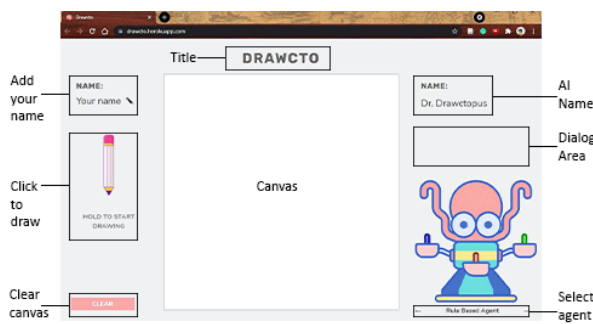 Drawcto
drawcto.herokuapp.com
Title
DRAWCTO
Add
your
name
NAME:
Your name
NAME:
Dr. Drawctopus
AI
Name
Dialog
Area
Click
to
draw
HOLD TO START
DRAWING
Canvas
Clear
canvas
CLEAR
Rule Based Agent
Select
agent